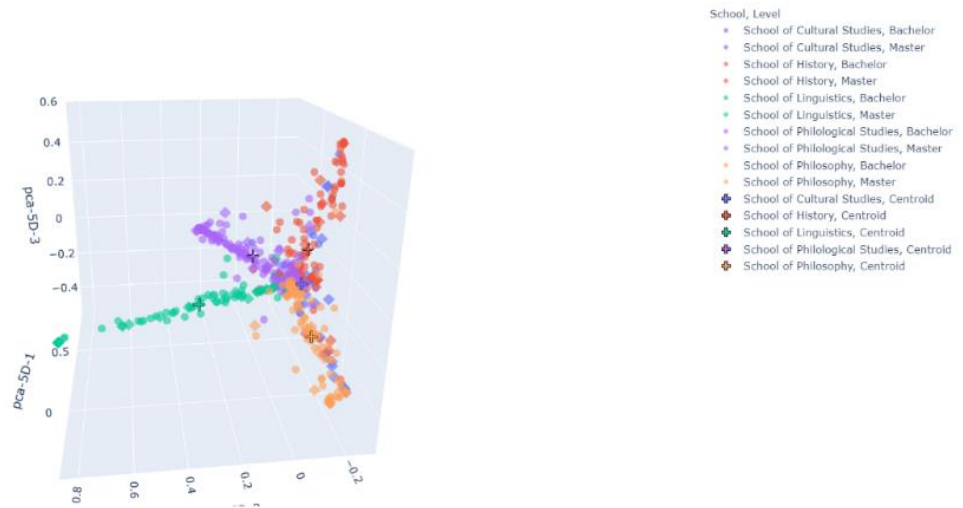 School, Level
School of Cultural Studies, Bachelor
School of Cultural Studies, Master
School of History, Bachelor
School of History, Master
School of Linguistics, Bachelor
School of Linguistics, Master
School of Philological Studies, Bachelor
School of Philological Studies, Master
School of Philosophy, Bachelor
School of Philosophy, Master
School of Cultural Studies, Centroid
School of History, Centroid
School of Linguistics, Centroid
School of Philological Studies, Centroid
School of Philosophy, Centroid
0.6
0.4
0.2
0
−0.2
−0.4
pca-5D-3
0.5
0
pca-5D-1
0.8
0.6
0.4
0.2
0
−0.2